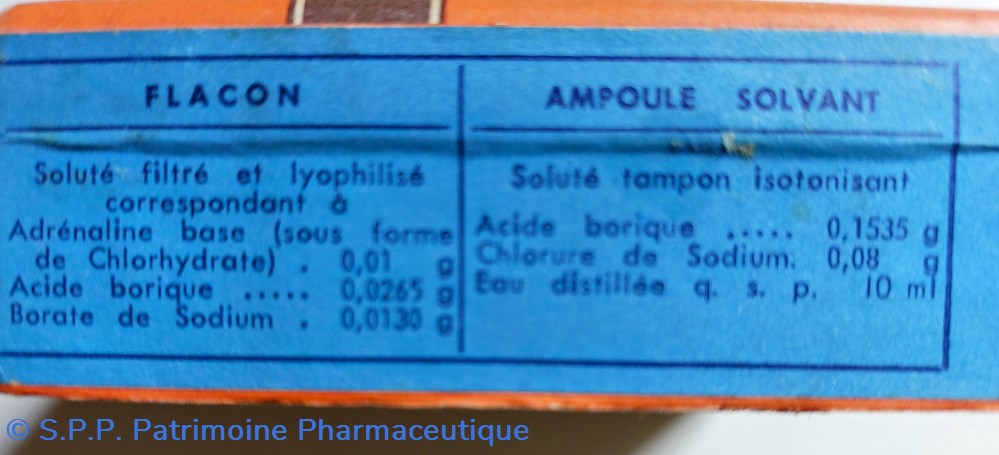 FLACON
Soluté filtré et lyophilisé
correspondant à
Adrénaline base (sous forme
de Chlorhydrate) . 0,01 g
Acide borique ..... 0,0265 g
Borate de Sodium . 0,0130 g
AMPOULE SOLVANT
Soluté tampon isotonisant
Acide borique ..... 0,1535 g
Chlorure de Sodium. 0,08 g
Eau distillée q. s. p. 10 ml
© S.P.P. Patrimoine Pharmaceutique